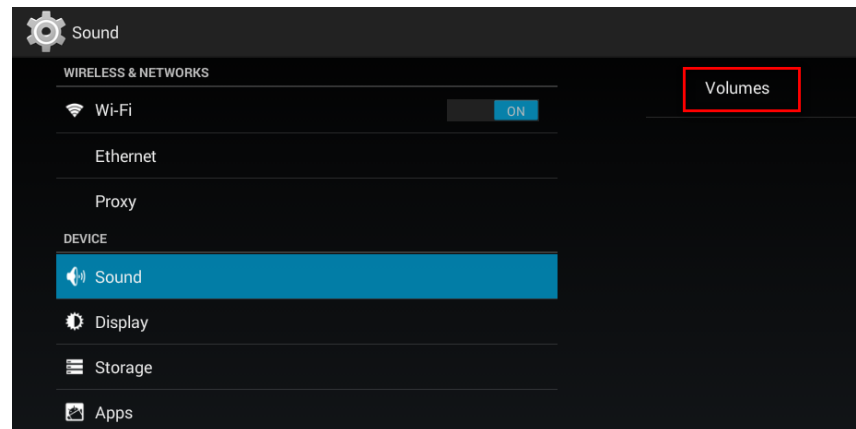 Sound
WIRELESS & NETWORKS
Wi-Fi ON
Ethernet
Proxy
DEVICE
Sound
Display
Storage
Apps
Volumes